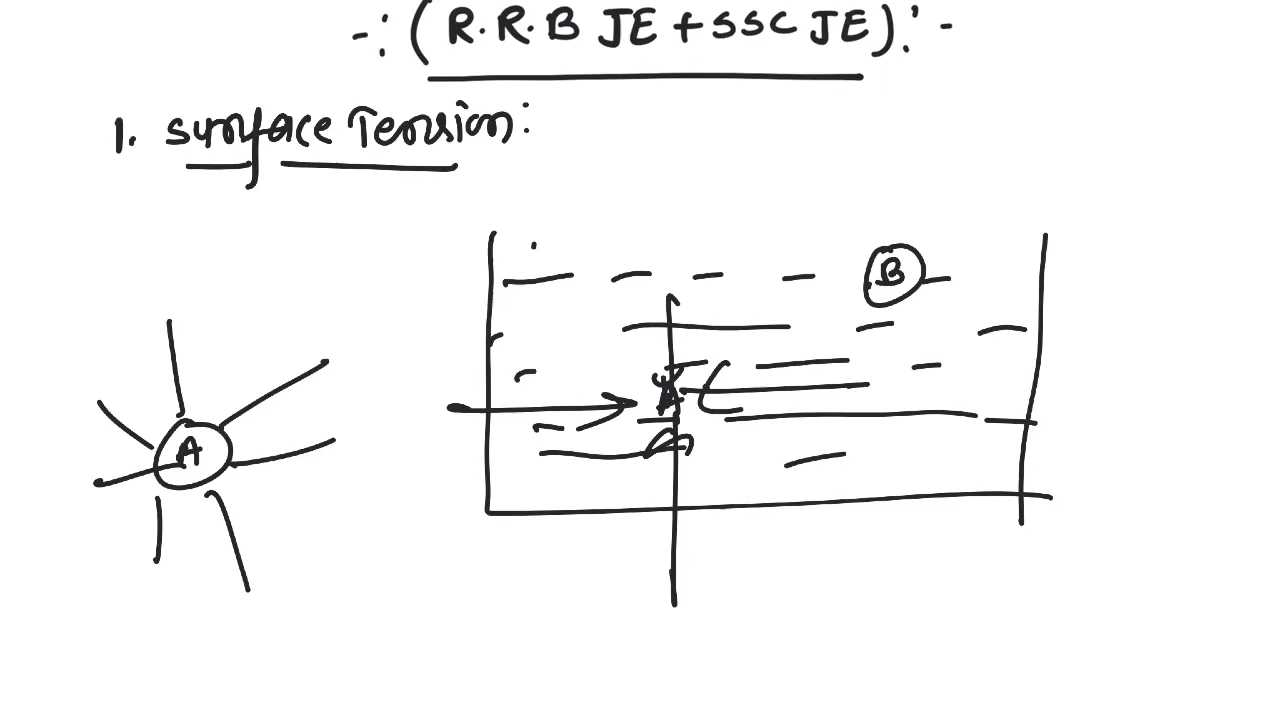 -:(R.R.B JE+SSC JE):-
1. Surface Tension:
B
A